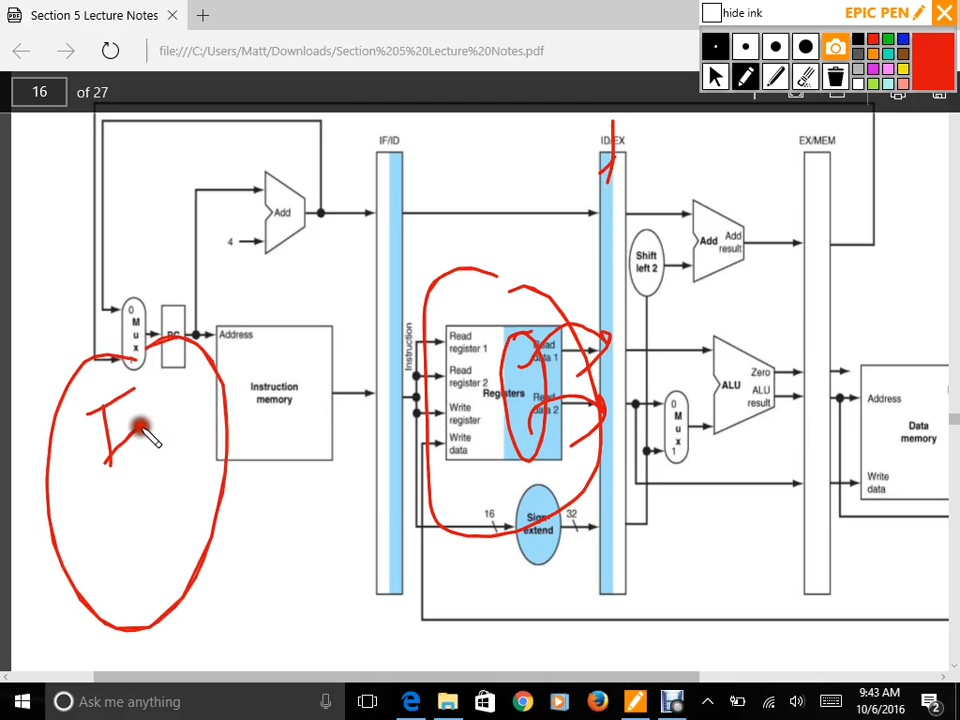 Section 5 Lecture Notes
hide ink
EPIC PEN
file:///C:/Users/Matt/Downloads/Section%205%20Lecture%20Notes.pdf
16 of 27
IF/ID
ID/EX
EX/MEM
Add
4
Add
Add
result
Shift
left 2
0
M
u
x
Address
Instruction
memory
Instruction
Read
register 1
Read
register 2
Write
register
Write
data
Registers
Read
data 1
Read
data 2
16
Sign-
extend
32
0
M
u
x
1
ALU
Zero
ALU
result
Address
Data
memory
Write
data
Ask me anything
9:43 AM
10/6/2016
2